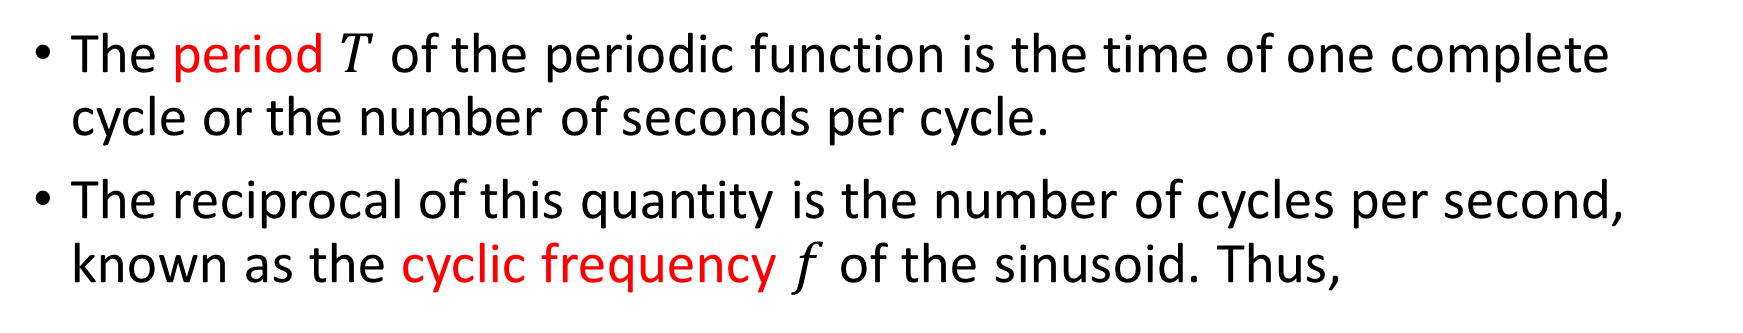 • The period T of the periodic function is the time of one complete
cycle or the number of seconds per cycle.
• The reciprocal of this quantity is the number of cycles per second,
known as the cyclic frequency f of the sinusoid. Thus,